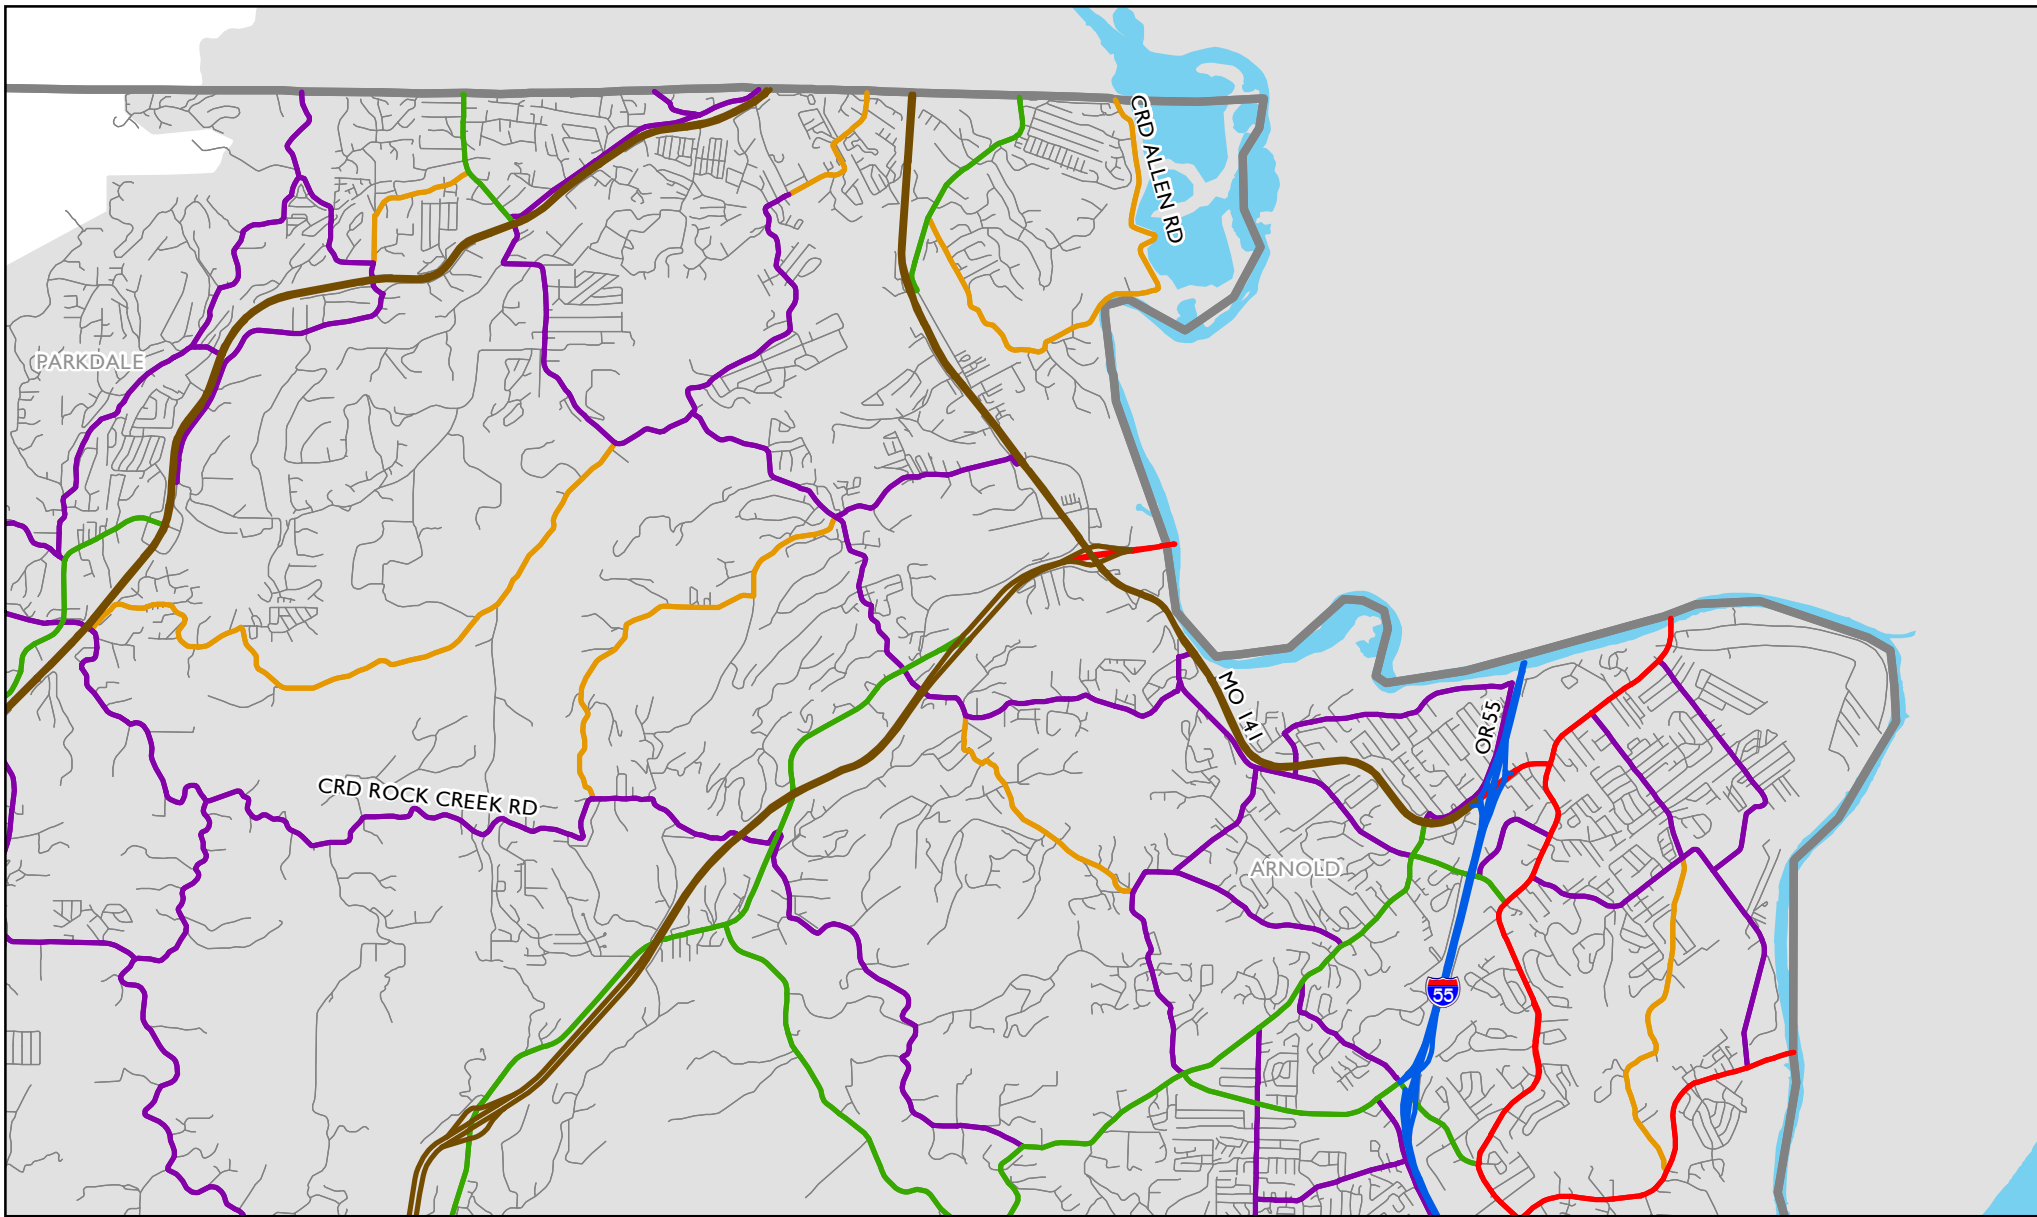 CRD ALLEN RD
PARKDALE
MO 141
OR 55
CRD ROCK CREEK RD
ARNOLD
55